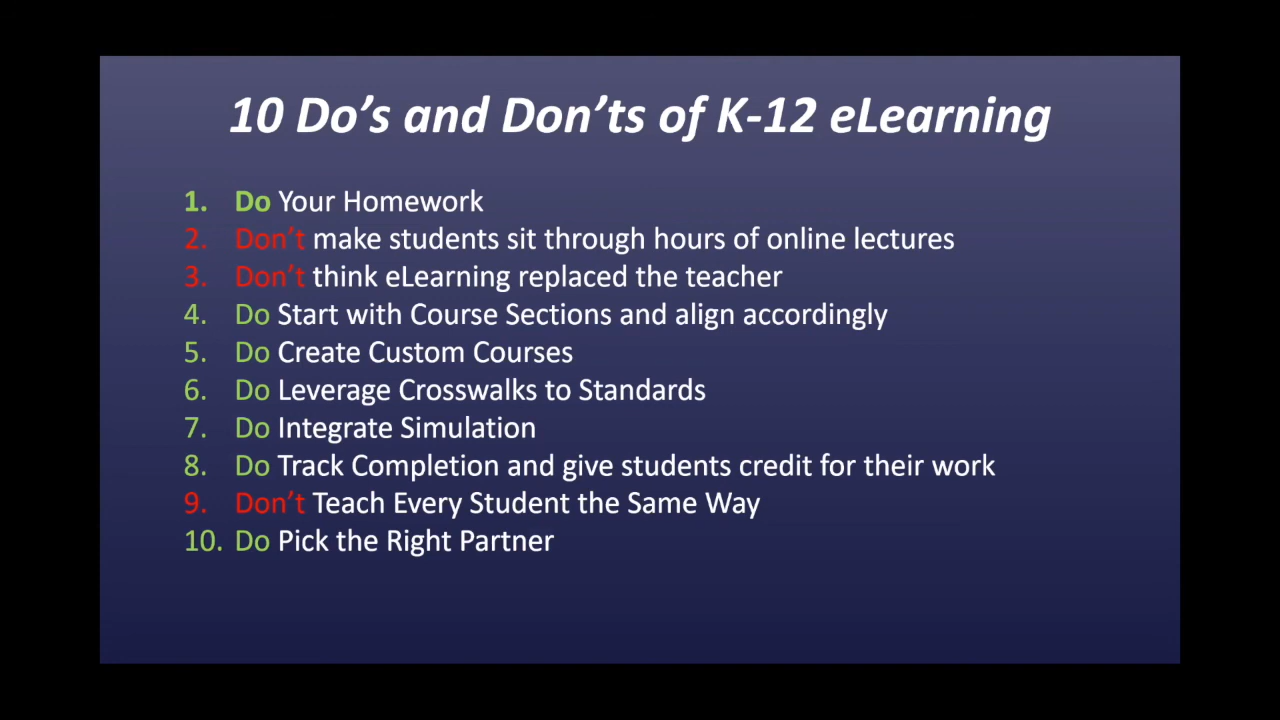 10 Do’s and Don’ts of K-12 eLearning
1. Do Your Homework
2. Don’t make students sit through hours of online lectures
3. Don’t think eLearning replaced the teacher
4. Do Start with Course Sections and align accordingly
5. Do Create Custom Courses
6. Do Leverage Crosswalks to Standards
7. Do Integrate Simulation
8. Do Track Completion and give students credit for their work
9. Don’t Teach Every Student the Same Way
10. Do Pick the Right Partner